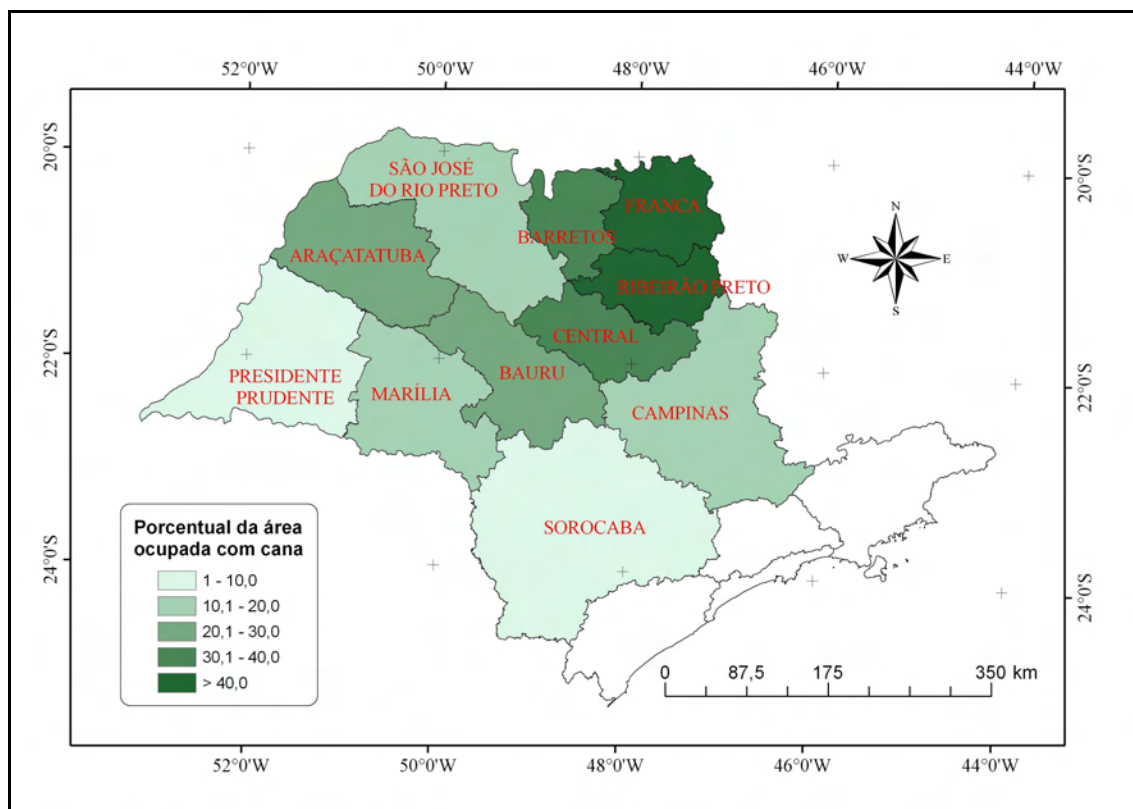 52°0'W 50°0'W 48°0'W 46°0'W 44°0'W
20°0'S
20°0'S
SÃO JOSÉ
DO RIO PRETO
FRANCA
BARRETOS
N
W E
S
ARAÇATATUBA
RIBEIRÃO PRETO
CENTRAL
22°0'S
22°0'S
PRESIDENTE
PRUDENTE
MARÍLIA
BAURU
CAMPINAS
SOROCABA
Porcentual da área
ocupada com cana
1 - 10,0
10,1 - 20,0
20,1 - 30,0
30,1 - 40,0
> 40,0
24°0'S
24°0'S
0 87,5 175 350 km
52°0'W 50°0'W 48°0'W 46°0'W 44°0'W